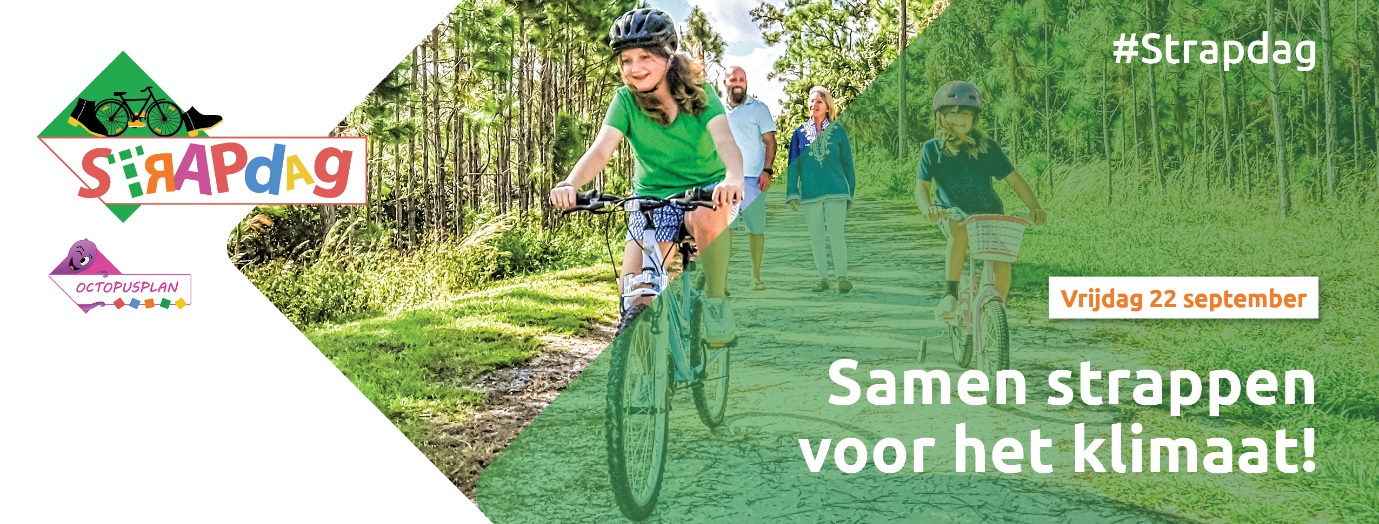 STRAPdAG
OCTOPUSPLAN
#Strapdag
Vrijdag 22 september
Samen strappen
voor het klimaat!